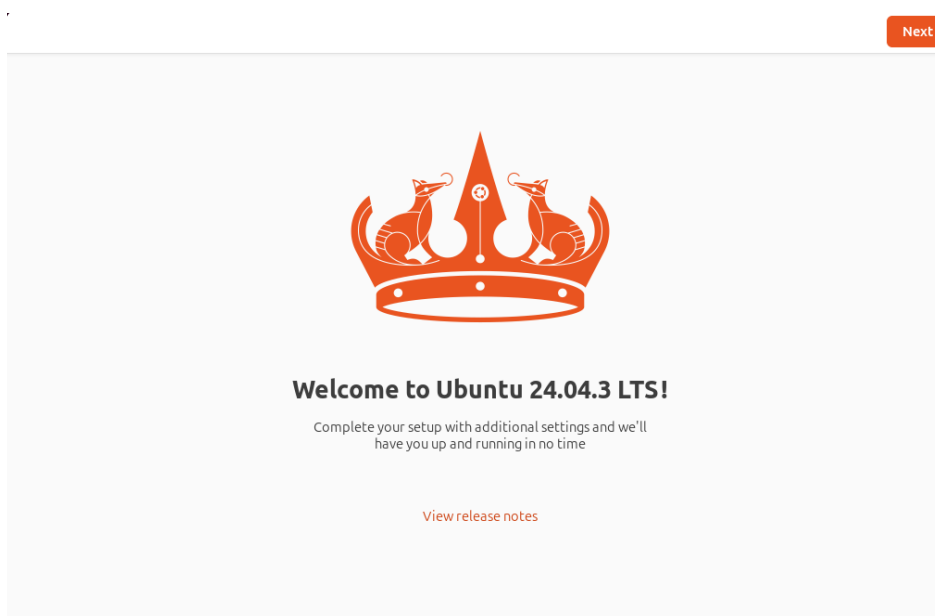 Next
Welcome to Ubuntu 24.04.3 LTS!
Complete your setup with additional settings and we'll
have you up and running in no time
View release notes